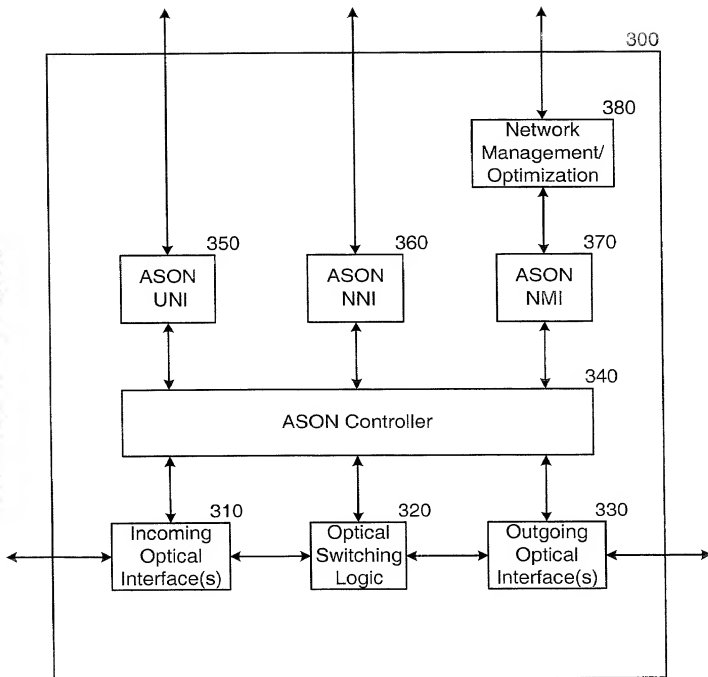 300
380
Network
Management/
Optimization
350
360
370
ASON
UNI
ASON
NNI
ASON
NMI
340
ASON Controller
310
320
330
Incoming
Optical
Interface(s)
Optical
Switching
Logic
Outgoing
Optical
Interface(s)